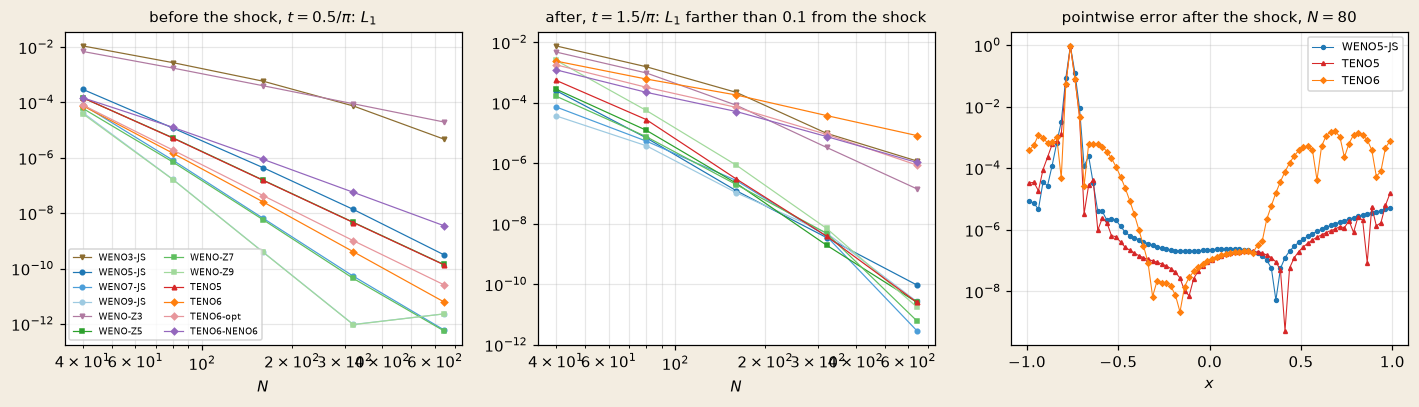 before the shock, t = 0.5/π: L₁
10⁻²
10⁻⁴
10⁻⁶
10⁻⁸
10⁻¹⁰
10⁻¹²
WENO3-JS
WENO5-JS
WENO7-JS
WENO9-JS
WENO-Z3
WENO-Z5
WENO-Z7
WENO-Z9
TENO5
TENO6
TENO6-opt
TENO6-NENO6
4 × 10¹ 6 × 10¹ 10² 2 × 10² 3 × 10² 4 × 10² 6 × 10²
N
after, t = 1.5/π: L₁ farther than 0.1 from the shock
10⁻²
10⁻⁴
10⁻⁶
10⁻⁸
10⁻¹⁰
10⁻¹²
4 × 10¹ 6 × 10¹ 10² 2 × 10² 3 × 10² 4 × 10² 6 × 10²
N
pointwise error after the shock, N = 80
10⁰
10⁻²
10⁻⁴
10⁻⁶
10⁻⁸
WENO5-JS
TENO5
TENO6
−1.0 −0.5 0.0 0.5 1.0
x